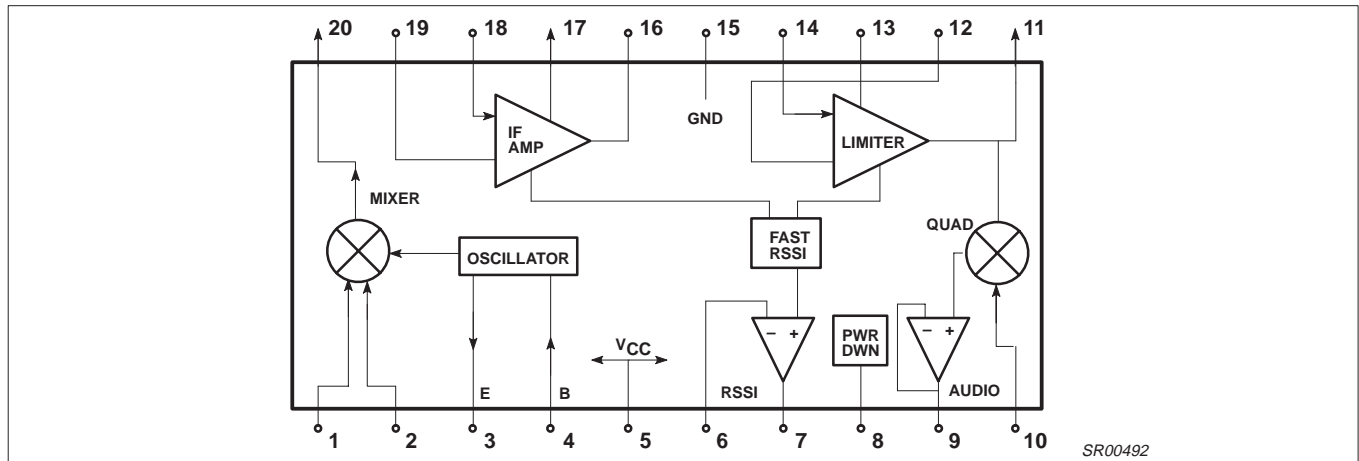 20 19 18 17 16 15 14 13 12 11
IF
AMP
GND
LIMITER
MIXER
QUAD
FAST
RSSI
OSCILLATOR
– +
PWR
DWN
– +
VCC
E B RSSI AUDIO
1 2 3 4 5 6 7 8 9 10
SR00492